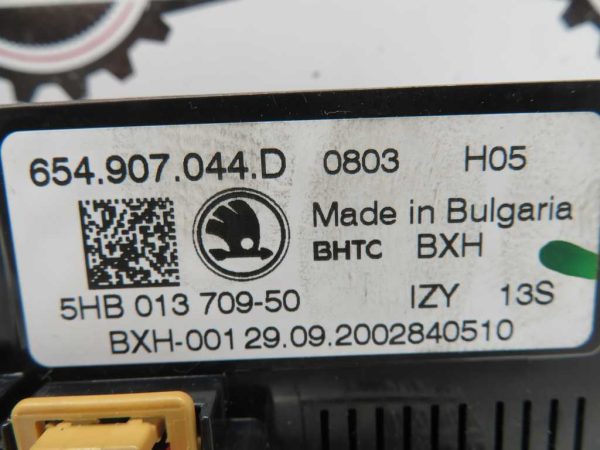 654.907.044.D 0803 H05
Made in Bulgaria
BHTC BXH
5HB 013 709-50 IZY 13S
BXH-001 29.09.2002840510